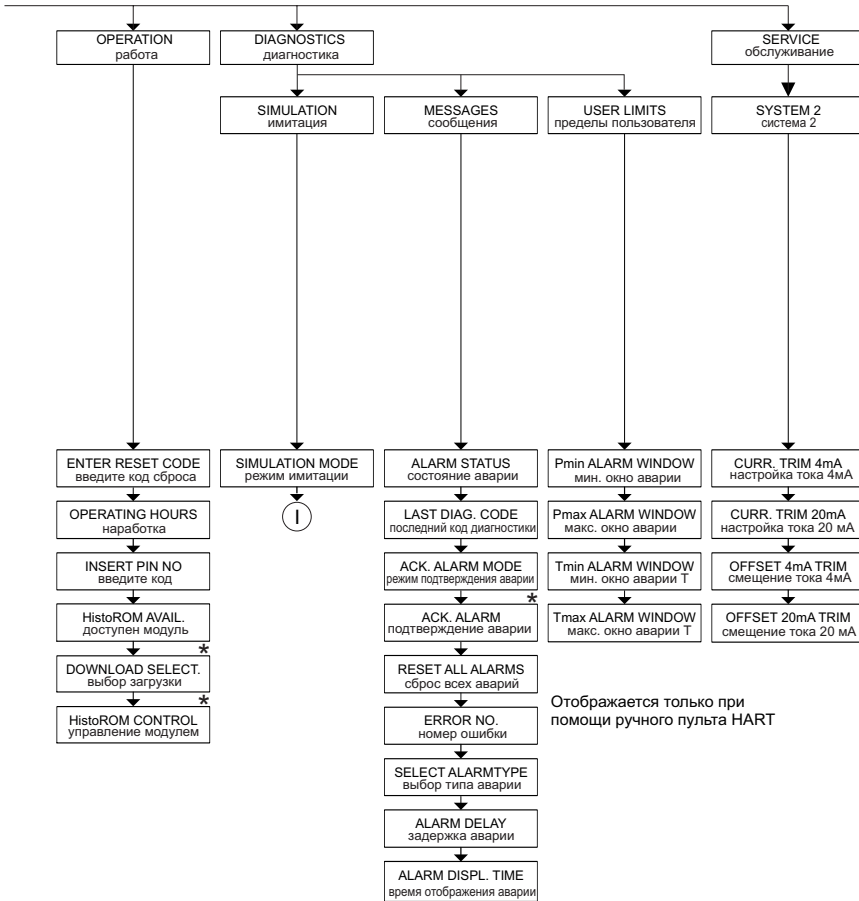 OPERATION
работа
DIAGNOSTICS
диагностика
SERVICE
обслуживание
SIMULATION
имитация
MESSAGES
сообщения
USER LIMITS
пределы пользователя
SYSTEM 2
система 2
ENTER RESET CODE
введите код сброса
OPERATING HOURS
наработка
INSERT PIN NO
введите код
HistoROM AVAIL.
доступен модуль
*
DOWNLOAD SELECT.
выбор загрузки
*
HistoROM CONTROL
управление модулем
SIMULATION MODE
режим имитации
I
ALARM STATUS
состояние аварии
LAST DIAG. CODE
последний код диагностики
ACK. ALARM MODE
режим подтверждения аварии
*
ACK. ALARM
подтверждение аварии
RESET ALL ALARMS
сброс всех аварий
ERROR NO.
номер ошибки
SELECT ALARMTYPE
выбор типа аварии
ALARM DELAY
задержка аварии
ALARM DISPL. TIME
время отображения аварии
Pmin ALARM WINDOW
мин. окно аварии
Pmax ALARM WINDOW
макс. окно аварии
Tmin ALARM WINDOW
мин. окно аварии T
Tmax ALARM WINDOW
макс. окно аварии T
CURR. TRIM 4mA
настройка тока 4мА
CURR. TRIM 20mA
настройка тока 20 мА
OFFSET 4mA TRIM
смещение тока 4мА
OFFSET 20mA TRIM
смещение тока 20 мА
Отображается только при
помощи ручного пульта HART